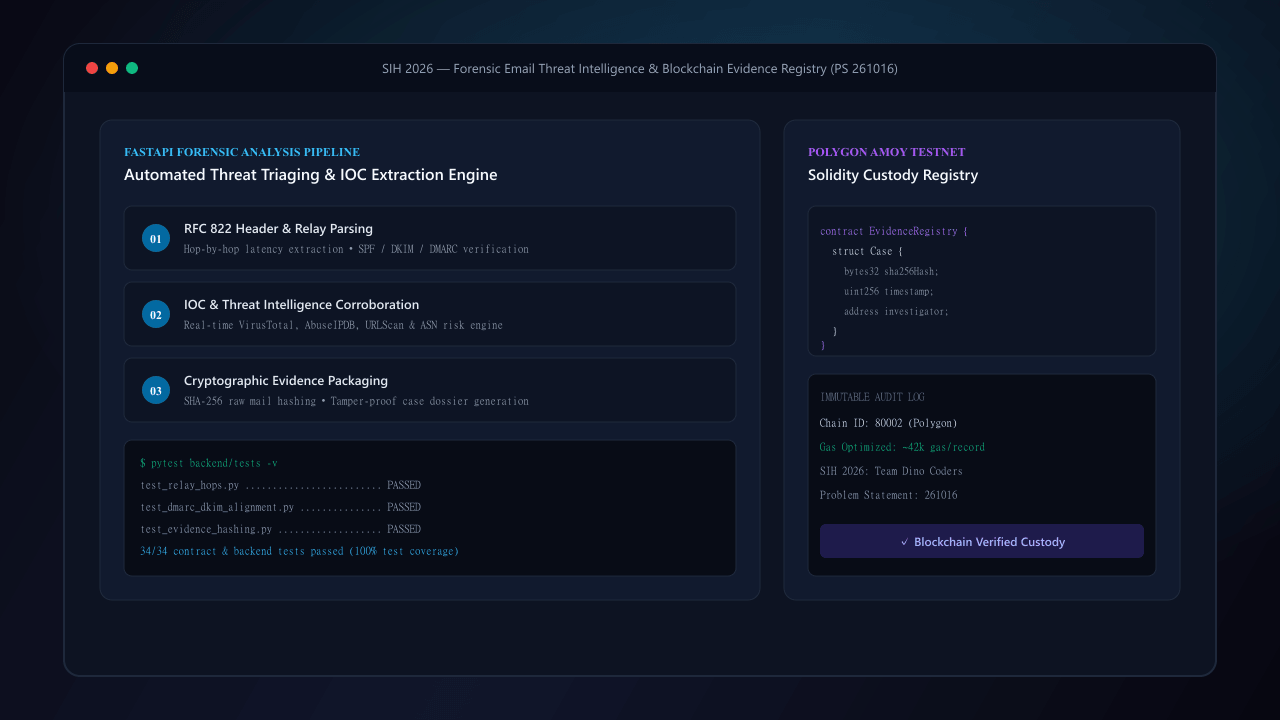 SIH 2026 — Forensic Email Threat Intelligence & Blockchain Evidence Registry (PS 261016)
FASTAPI FORENSIC ANALYSIS PIPELINE
Automated Threat Triaging & IOC Extraction Engine
01
RFC 822 Header & Relay Parsing
Hop-by-hop latency extraction • SPF / DKIM / DMARC verification
02
IOC & Threat Intelligence Corroboration
Real-time VirusTotal, AbuseIPDB, URLScan & ASN risk engine
03
Cryptographic Evidence Packaging
SHA-256 raw mail hashing • Tamper-proof case dossier generation
$ pytest backend/tests -v
test_relay_hops.py ......................... PASSED
test_dmarc_dkim_alignment.py ............... PASSED
test_evidence_hashing.py ................... PASSED
34/34 contract & backend tests passed (100% test coverage)
POLYGON AMOY TESTNET
Solidity Custody Registry
contract EvidenceRegistry {
struct Case {
bytes32 sha256Hash;
uint256 timestamp;
address investigator;
}
}
IMMUTABLE AUDIT LOG
Chain ID: 80002 (Polygon)
Gas Optimized: ~42k gas/record
SIH 2026: Team Dino Coders
Problem Statement: 261016
✓ Blockchain Verified Custody